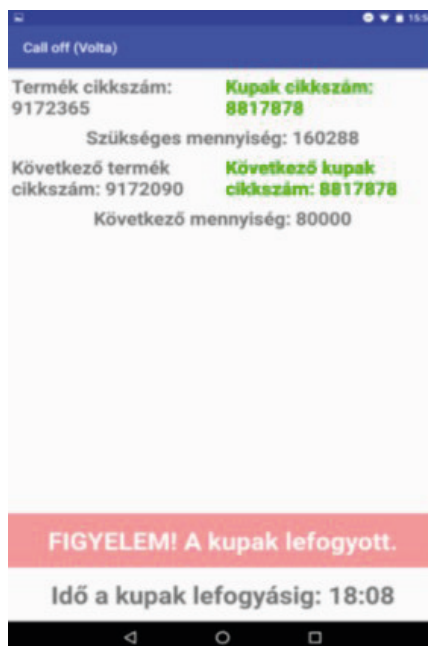 Call off (Volta)
Termék cikkszám: Kupak cikkszám:
9172365 8817878
Szükséges mennyiség: 160288
Következő termék Következő kupak
cikkszám: 9172090 cikkszám: 8817878
Következő mennyiség: 80000
FIGYELEM! A kupak lefogyott.
Idő a kupak lefogyásig: 18:08